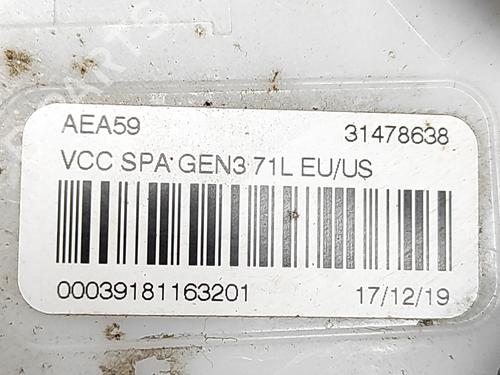 AEA59 31478638
VCC SPA GEN3 71L EU/US
00039181163201 17/12/19